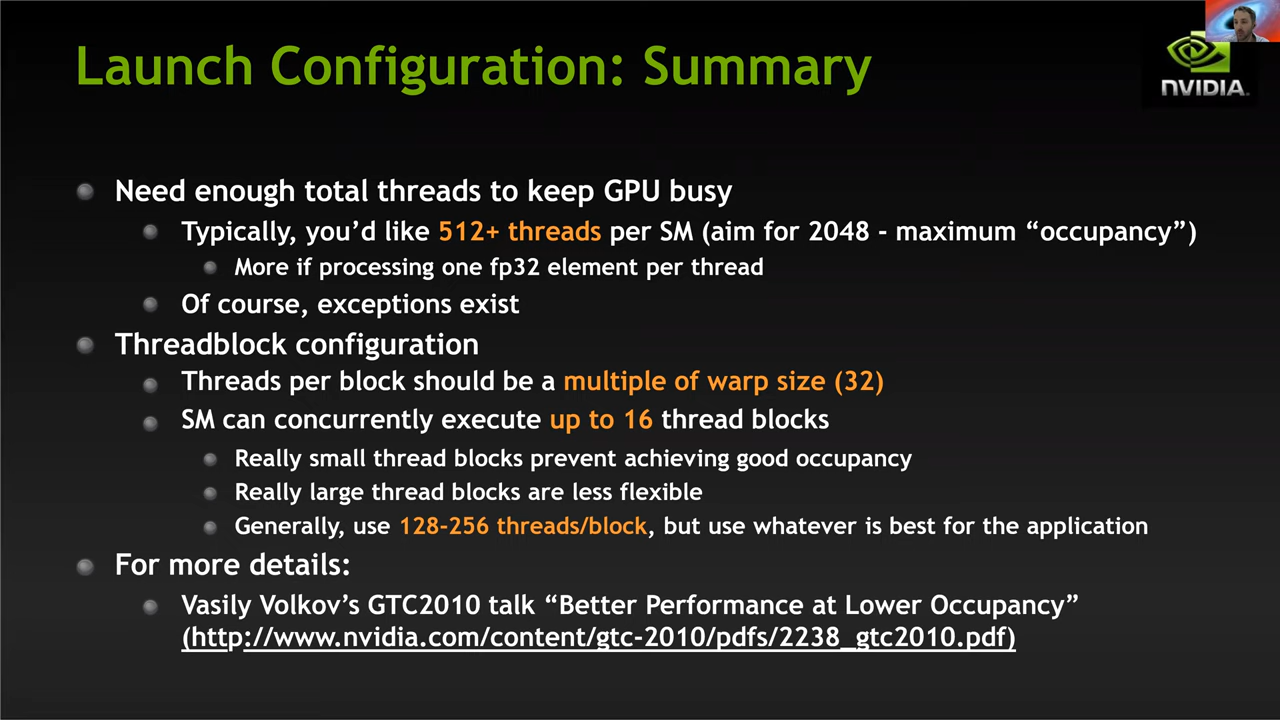 Launch Configuration: Summary
NVIDIA.
Need enough total threads to keep GPU busy
Typically, you’d like 512+ threads per SM (aim for 2048 - maximum “occupancy”)
More if processing one fp32 element per thread
Of course, exceptions exist
Threadblock configuration
Threads per block should be a multiple of warp size (32)
SM can concurrently execute up to 16 thread blocks
Really small thread blocks prevent achieving good occupancy
Really large thread blocks are less flexible
Generally, use 128-256 threads/block, but use whatever is best for the application
For more details:
Vasily Volkov’s GTC2010 talk “Better Performance at Lower Occupancy”
(http://www.nvidia.com/content/gtc-2010/pdfs/2238_gtc2010.pdf)